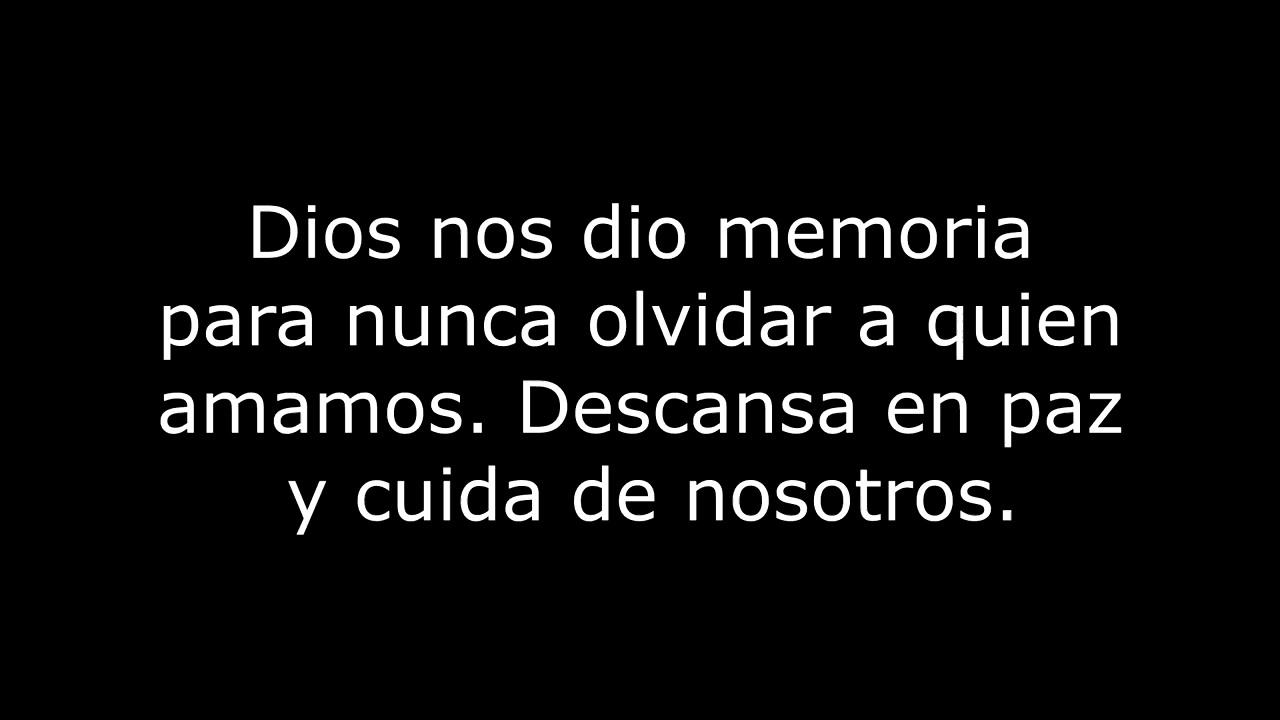 Dios nos dio memoria
para nunca olvidar a quien
amamos. Descansa en paz
y cuida de nosotros.